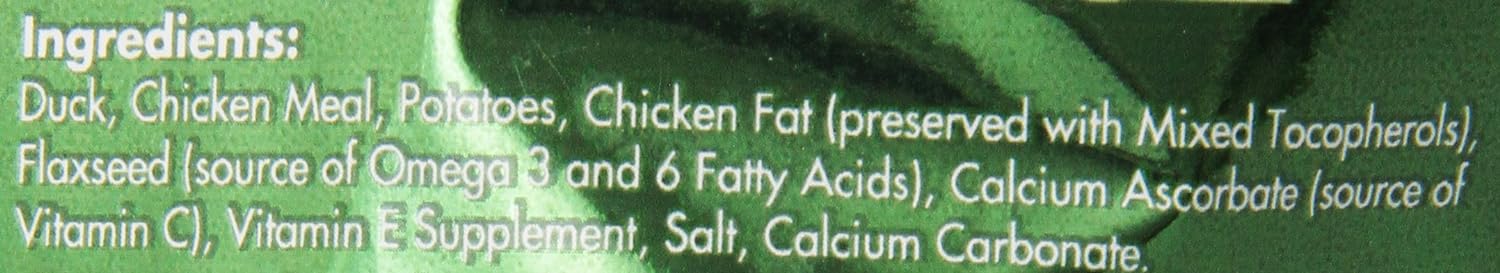 Ingredients:
Duck, Chicken Meal, Potatoes, Chicken Fat (preserved with Mixed Tocopherols),
Flaxseed (source of Omega 3 and 6 Fatty Acids), Calcium Ascorbate (source of
Vitamin C), Vitamin E Supplement, Salt, Calcium Carbonate.